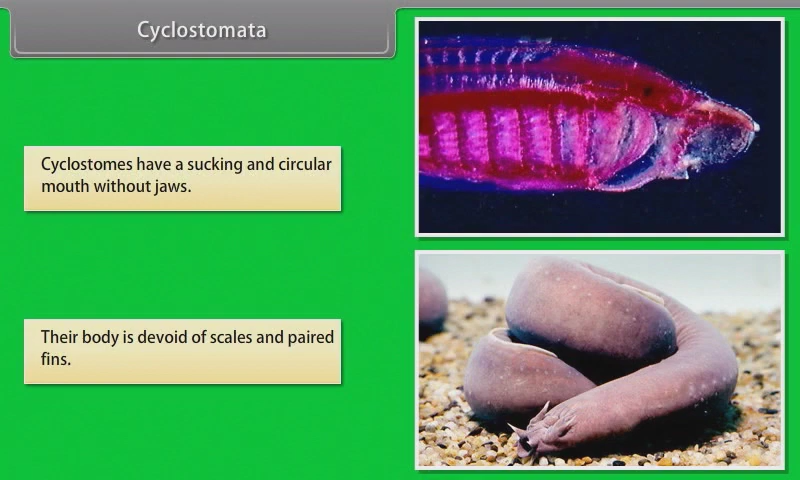 Cyclostomata
Cyclostomes have a sucking and circular
mouth without jaws.
Their body is devoid of scales and paired
fins.